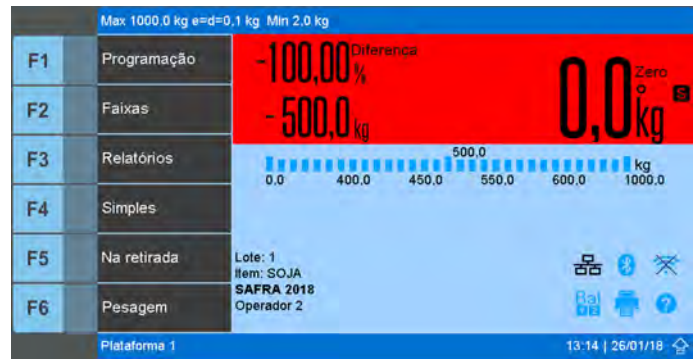 Max 1000,0 kg e=d=0,1 kg Min 2,0 kg
F1 Programação
F2 Faixas
F3 Relatórios
F4 Simples
F5 Na retirada
F6 Pesagem
-100,00 % Diferença
- 500,0 kg
0,0 kg Zero
S
500,0
kg
0.0 400,0 450,0 550,0 600,0 1000,0
Lote: 1
Item: SOJA
SAFRA 2018
Operador 2
Bal
Plataforma 1
13:14 | 26/01/18